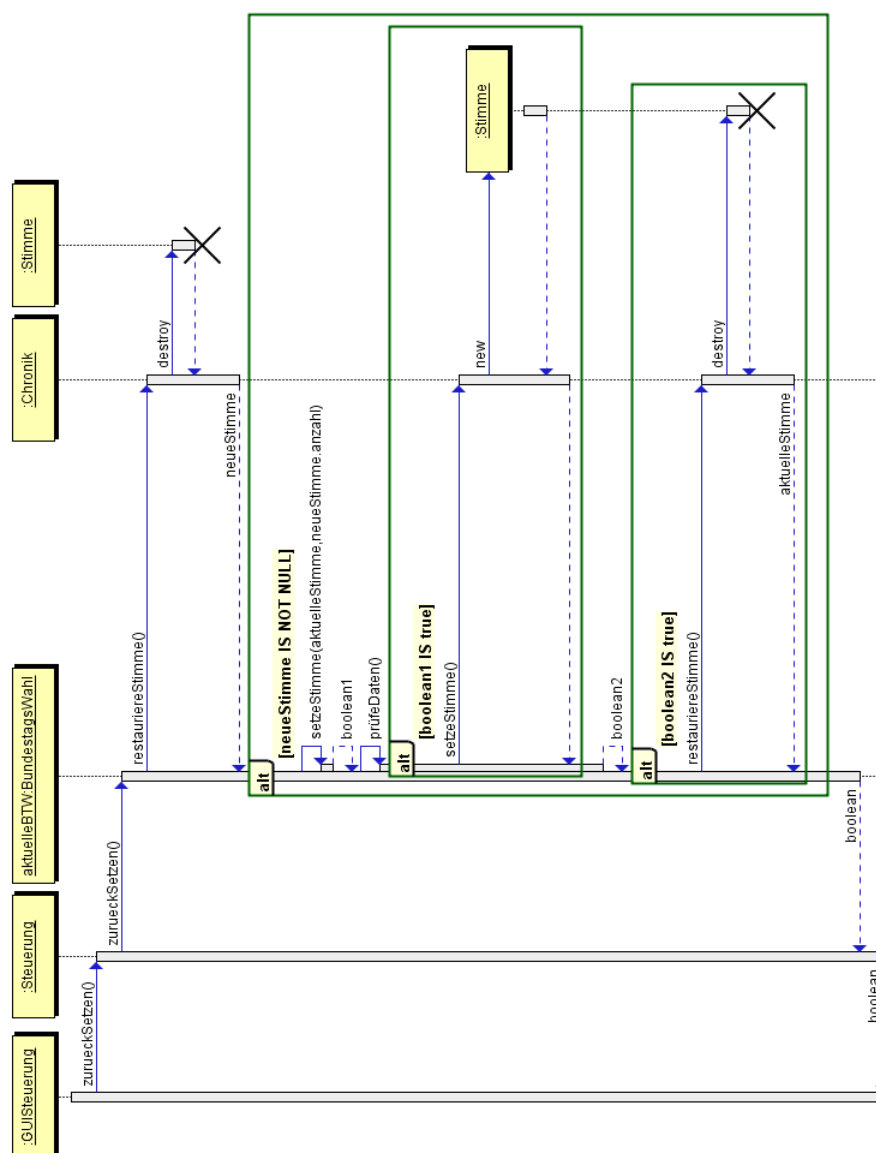 :GUISteuerung
:Steuerung
aktuelleBTW:BundestagsWahl
:Chronik
:Stimme
zurueckSetzen()
zurueckSetzen()
restauriereStimme()
destroy
neueStimme
alt
[neueStimme IS NOT NULL]
setzeStimme(aktuelleStimme,neueStimme.anzahl)
boolean1
prüfeDaten()
alt
[boolean1 IS true]
setzeStimme()
new
:Stimme
boolean2
alt
[boolean2 IS true]
restauriereStimme()
destroy
aktuelleStimme
boolean
boolean